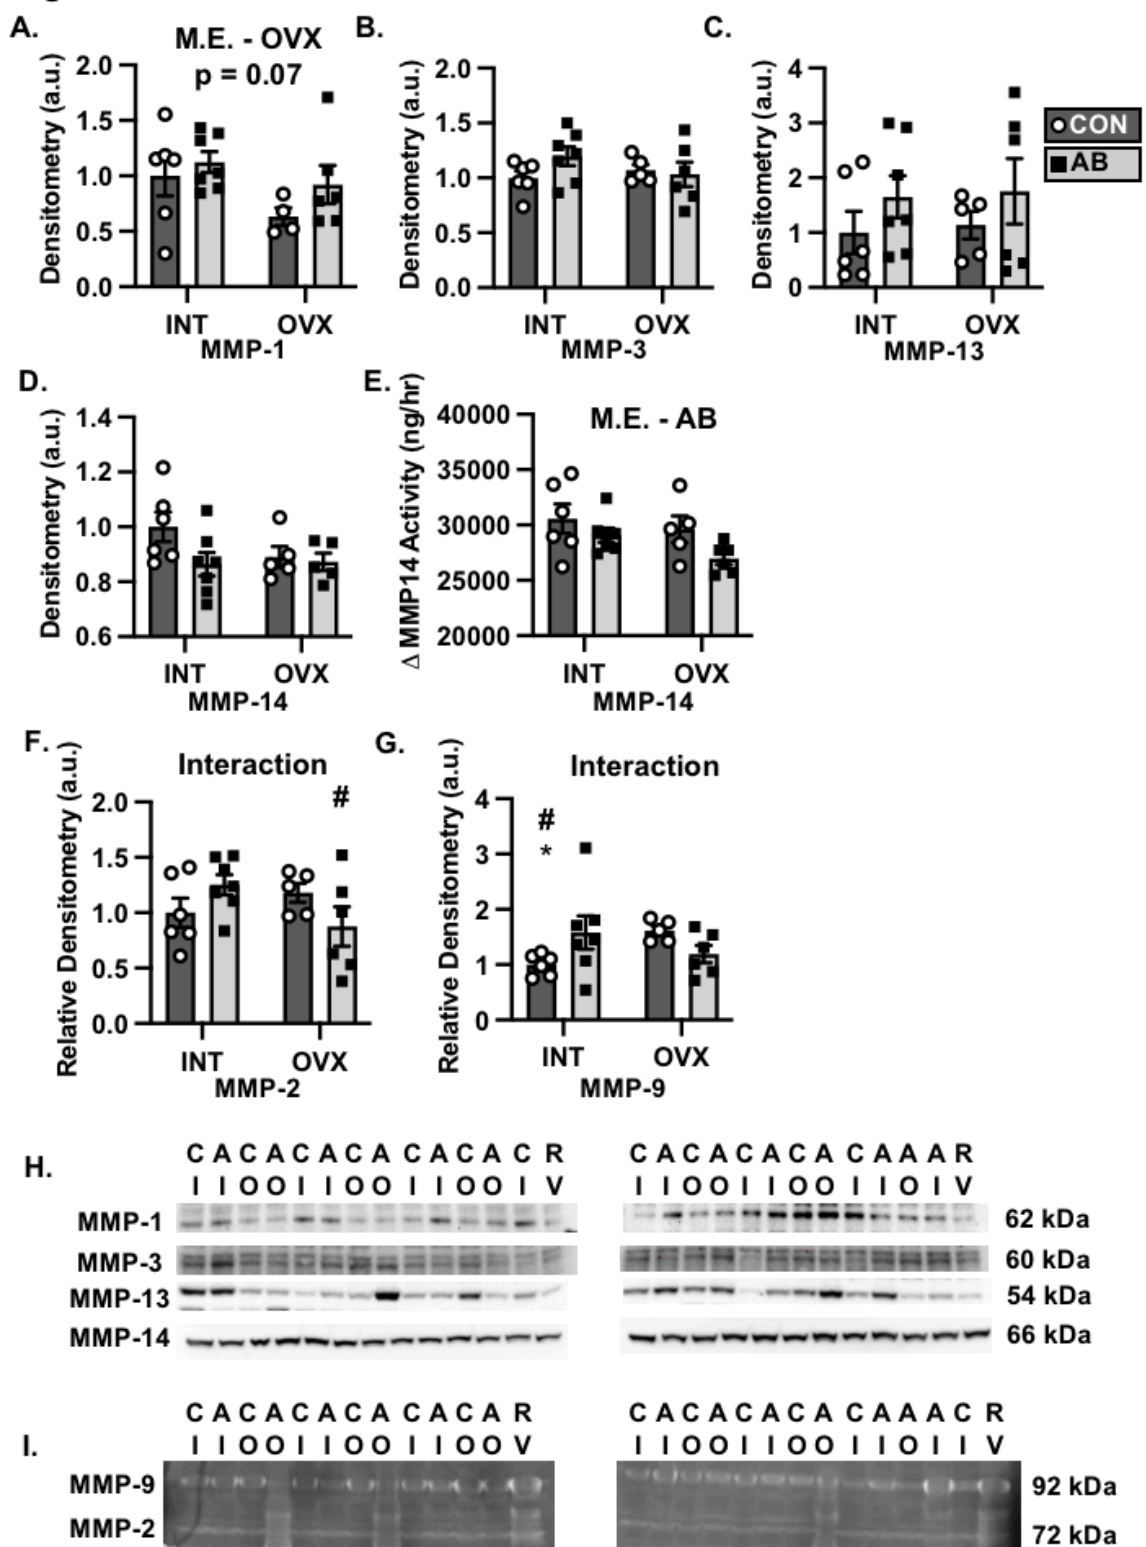 A.
M.E. - OVX
p = 0.07
Densitometry (a.u.)
2.0
1.5
1.0
0.5
0.0
INT OVX
MMP-1
B.
Densitometry (a.u.)
2.0
1.5
1.0
0.5
0.0
INT OVX
MMP-3
C.
Densitometry (a.u.)
4
3
2
1
0
INT OVX
MMP-13
CON
AB
D.
Densitometry (a.u.)
1.4
1.2
1.0
0.8
0.6
INT OVX
MMP-14
E.
M.E. - AB
Δ MMP14 Activity (ng/hr)
40000
35000
30000
25000
20000
INT OVX
MMP-14
F.
Interaction
#
Relative Densitometry (a.u.)
2.0
1.5
1.0
0.5
0.0
INT OVX
MMP-2
G.
Interaction
#
*
Relative Densitometry (a.u.)
4
3
2
1
0
INT OVX
MMP-9
H.
C A C A C A C A C A C A C R
I I O O I I O O I I O O I V
C A C A C A C A C A A A R
I I O O I I O O I I O I V
MMP-1 62 kDa
MMP-3 60 kDa
MMP-13 54 kDa
MMP-14 66 kDa
I.
C A C A C A C A C A C A R
I I O O I I O O I I O O V
C A C A C A C A C A A A C R
I I O O I I O O I I O I I V
MMP-9 92 kDa
MMP-2 72 kDa